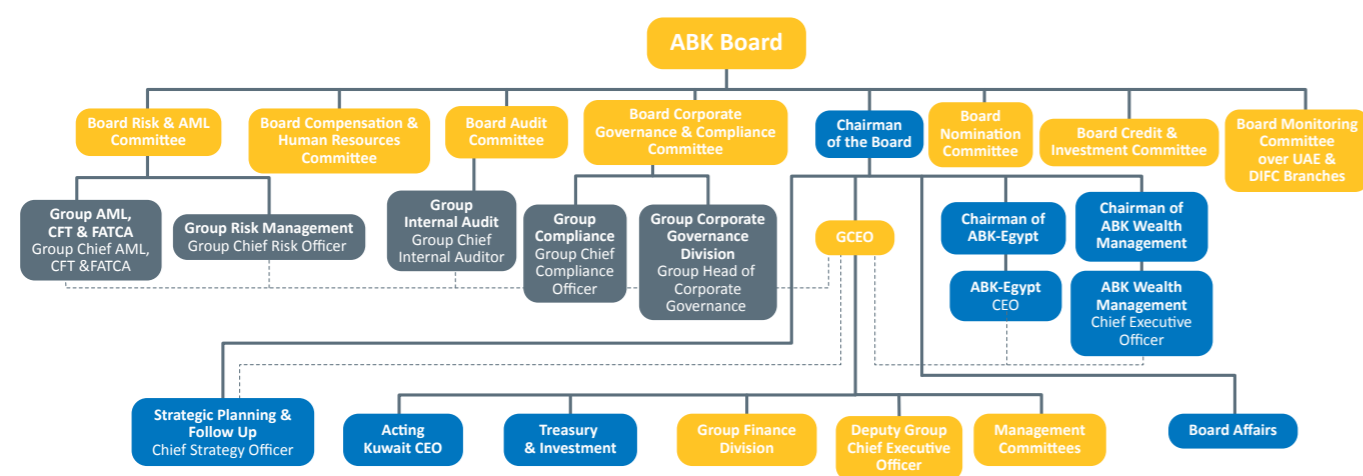 ABK Board
Board Risk & AML
Committee
Board Compensation &
Human Resources
Committee
Board Audit
Committee
Board Corporate
Governance & Compliance
Committee
Chairman
of the Board
Board
Nomination
Committee
Board Credit &
Investment Committee
Board Monitoring
Committee
over UAE &
DIFC Branches
Group AML,
CFT & FATCA
Group Chief AML,
CFT &FATCA
Group Risk Management
Group Chief Risk Officer
Group
Internal Audit
Group Chief
Internal Auditor
Group
Compliance
Group Chief
Compliance
Officer
Group Corporate
Governance
Division
Group Head of
Corporate
Governance
GCEO
Chairman of
ABK-Egypt
Chairman of
ABK Wealth
Management
ABK-Egypt
CEO
ABK Wealth
Management
Chief Executive
Officer
Strategic Planning &
Follow Up
Chief Strategy Officer
Acting
Kuwait CEO
Treasury
& Investment
Group Finance
Division
Deputy Group
Chief Executive
Officer
Management
Committees
Board Affairs